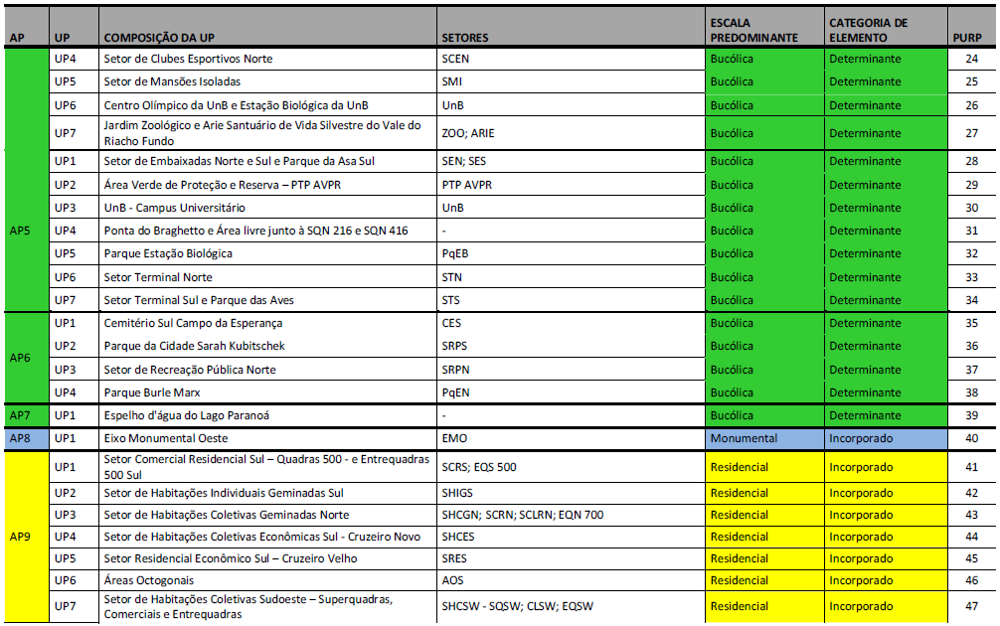 AP UP COMPOSIÇÃO DA UP SETORES ESCALA PREDOMINANTE CATEGORIA DE ELEMENTO PURP
UP4 Setor de Clubes Esportivos Norte SCEN Bucólica Determinante 24
UP5 Setor de Mansões Isoladas SMI Bucólica Determinante 25
UP6 Centro Olímpico da UnB e Estação Biológica da UnB UnB Bucólica Determinante 26
UP7 Jardim Zoológico e Arie Santuário de Vida Silvestre do Vale do
Riacho Fundo ZOO; ARIE Bucólica Determinante 27
AP5
UP1 Setor de Embaixadas Norte e Sul e Parque da Asa Sul SEN; SES Bucólica Determinante 28
UP2 Área Verde de Proteção e Reserva – PTP AVPR PTP AVPR Bucólica Determinante 29
UP3 UnB - Campus Universitário UnB Bucólica Determinante 30
UP4 Ponta do Braghetto e Área livre junto à SQN 216 e SQN 416 - Bucólica Determinante 31
UP5 Parque Estação Biológica PqEB Bucólica Determinante 32
UP6 Setor Terminal Norte STN Bucólica Determinante 33
UP7 Setor Terminal Sul e Parque das Aves STS Bucólica Determinante 34
AP6
UP1 Cemitério Sul Campo da Esperança CES Bucólica Determinante 35
UP2 Parque da Cidade Sarah Kubitschek SRPS Bucólica Determinante 36
UP3 Setor de Recreação Pública Norte SRPN Bucólica Determinante 37
UP4 Parque Burle Marx PqEN Bucólica Determinante 38
AP7 UP1 Espelho d'água do Lago Paranoá - Bucólica Determinante 39
AP8 UP1 Eixo Monumental Oeste EMO Monumental Incorporado 40
AP9
UP1 Setor Comercial Residencial Sul – Quadras 500 - e Entrequadras
500 Sul SCRS; EQS 500 Residencial Incorporado 41
UP2 Setor de Habitações Individuais Geminadas Sul SHIGS Residencial Incorporado 42
UP3 Setor de Habitações Coletivas Geminadas Norte SHCGN; SCRN; SCLRN; EQN 700 Residencial Incorporado 43
UP4 Setor de Habitações Coletivas Econômicas Sul - Cruzeiro Novo SHCES Residencial Incorporado 44
UP5 Setor Residencial Econômico Sul – Cruzeiro Velho SRES Residencial Incorporado 45
UP6 Áreas Octogonais AOS Residencial Incorporado 46
UP7 Setor de Habitações Coletivas Sudoeste – Superquadras,
Comerciais e Entrequadras SHCSW - SQSW; CLSW; EQSW Residencial Incorporado 47